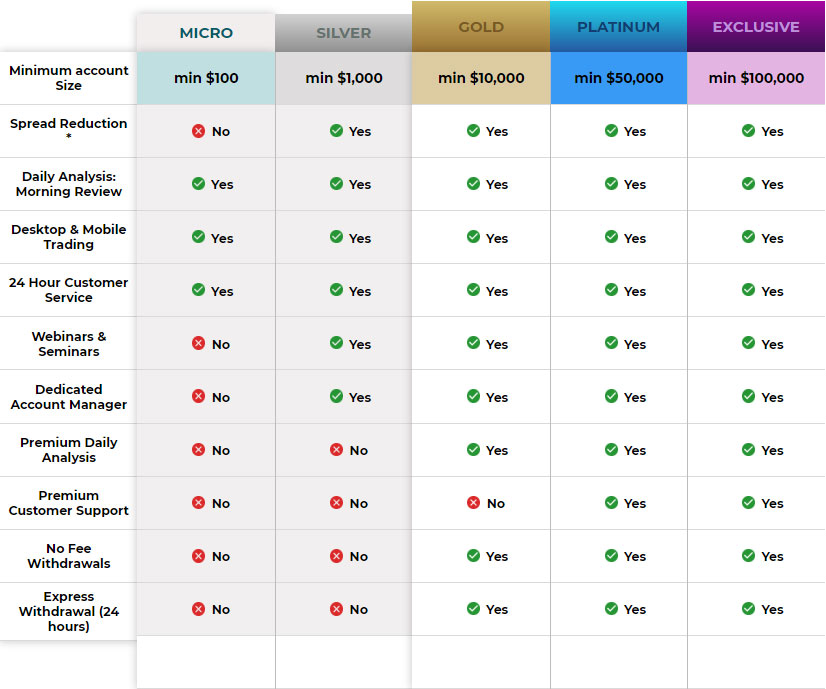 MICRO SILVER GOLD PLATINUM EXCLUSIVE
Minimum account
Size
min $100 min $1,000 min $10,000 min $50,000 min $100,000
Spread Reduction
*
No Yes Yes Yes Yes
Daily Analysis:
Morning Review
Yes Yes Yes Yes Yes
Desktop & Mobile
Trading
Yes Yes Yes Yes Yes
24 Hour Customer
Service
Yes Yes Yes Yes Yes
Webinars &
Seminars
No Yes Yes Yes Yes
Dedicated
Account Manager
No Yes Yes Yes Yes
Premium Daily
Analysis
No No Yes Yes Yes
Premium
Customer Support
No No No Yes Yes
No Fee
Withdrawals
No No Yes Yes Yes
Express
Withdrawal (24
hours)
No No Yes Yes Yes